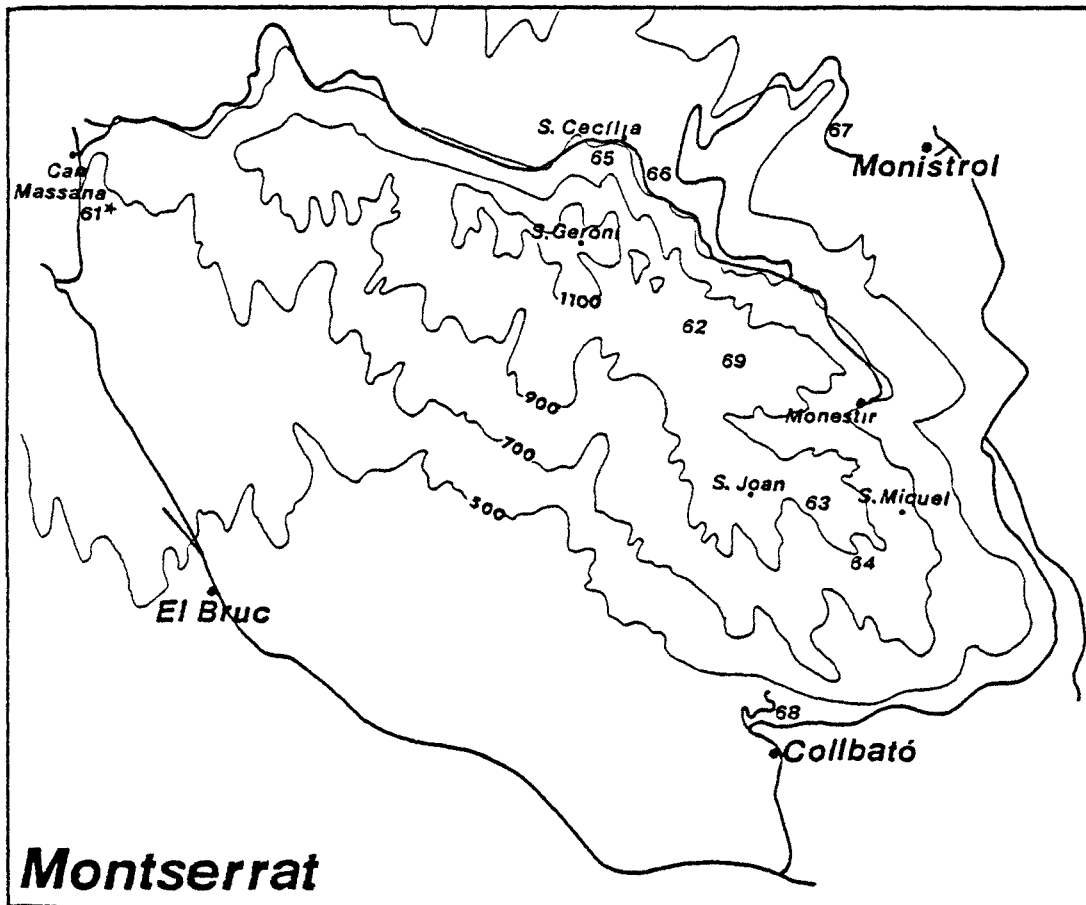 S. Cecília
67
65
Monistrol
66
Can
Massana
61*
S. Geroni
1100
62
69
900
Monestir
700
S. Joan
S. Miquel
500
63
64
El Bruc
68
Collbató
Montserrat